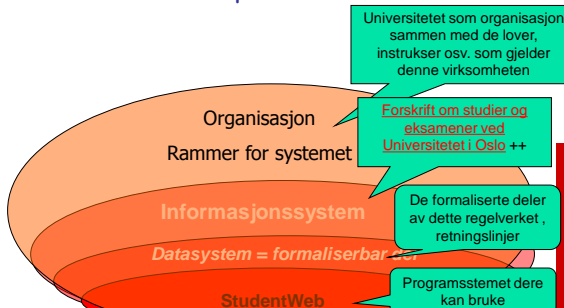 Universitetet som organisasjon
sammen med de lover,
instrukser osv. som gjelder
denne virksomheten
Organisasjon
Rammer for systemet
Forskrift om studier og
eksamener ved
Universitetet i Oslo ++
Informasjonssystem
De formaliserte deler
av dette regelverket ,
retningslinjer
Datasystem = formaliserbar del
StudentWeb
Programsstemet dere
kan bruke